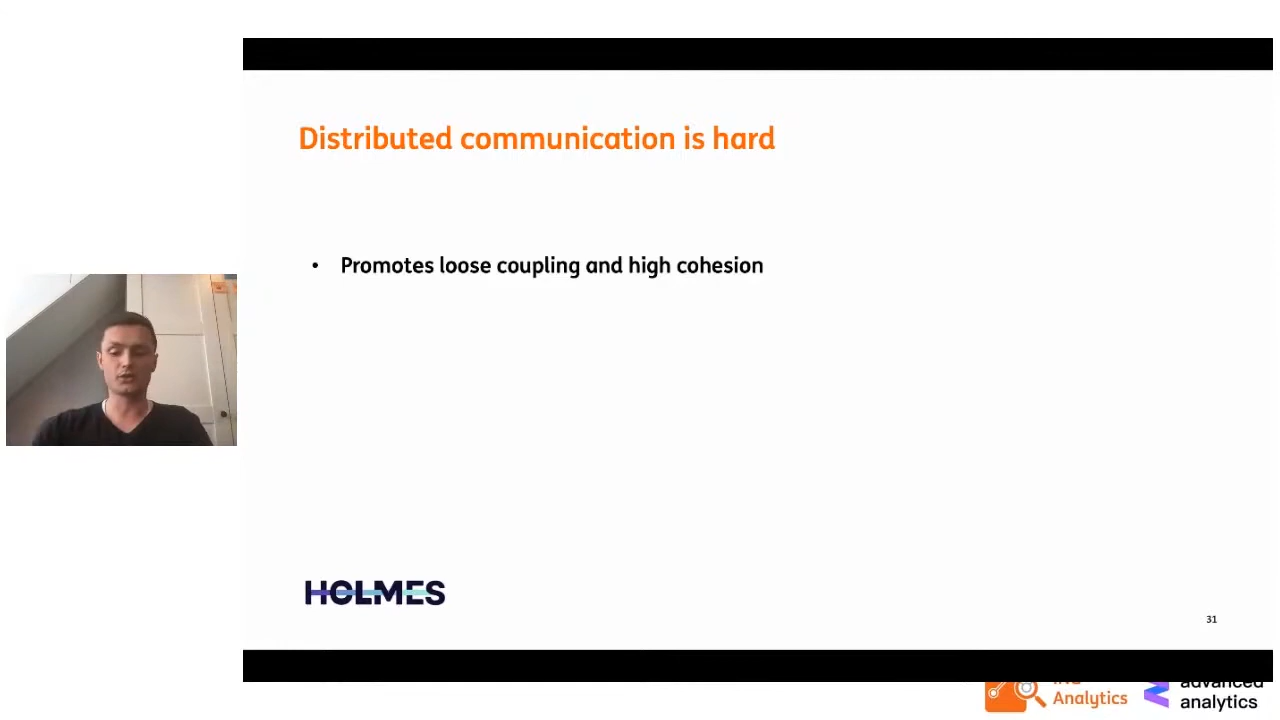 Distributed communication is hard
• Promotes loose coupling and high cohesion
HOLMES
31
Analytics
advanced
analytics